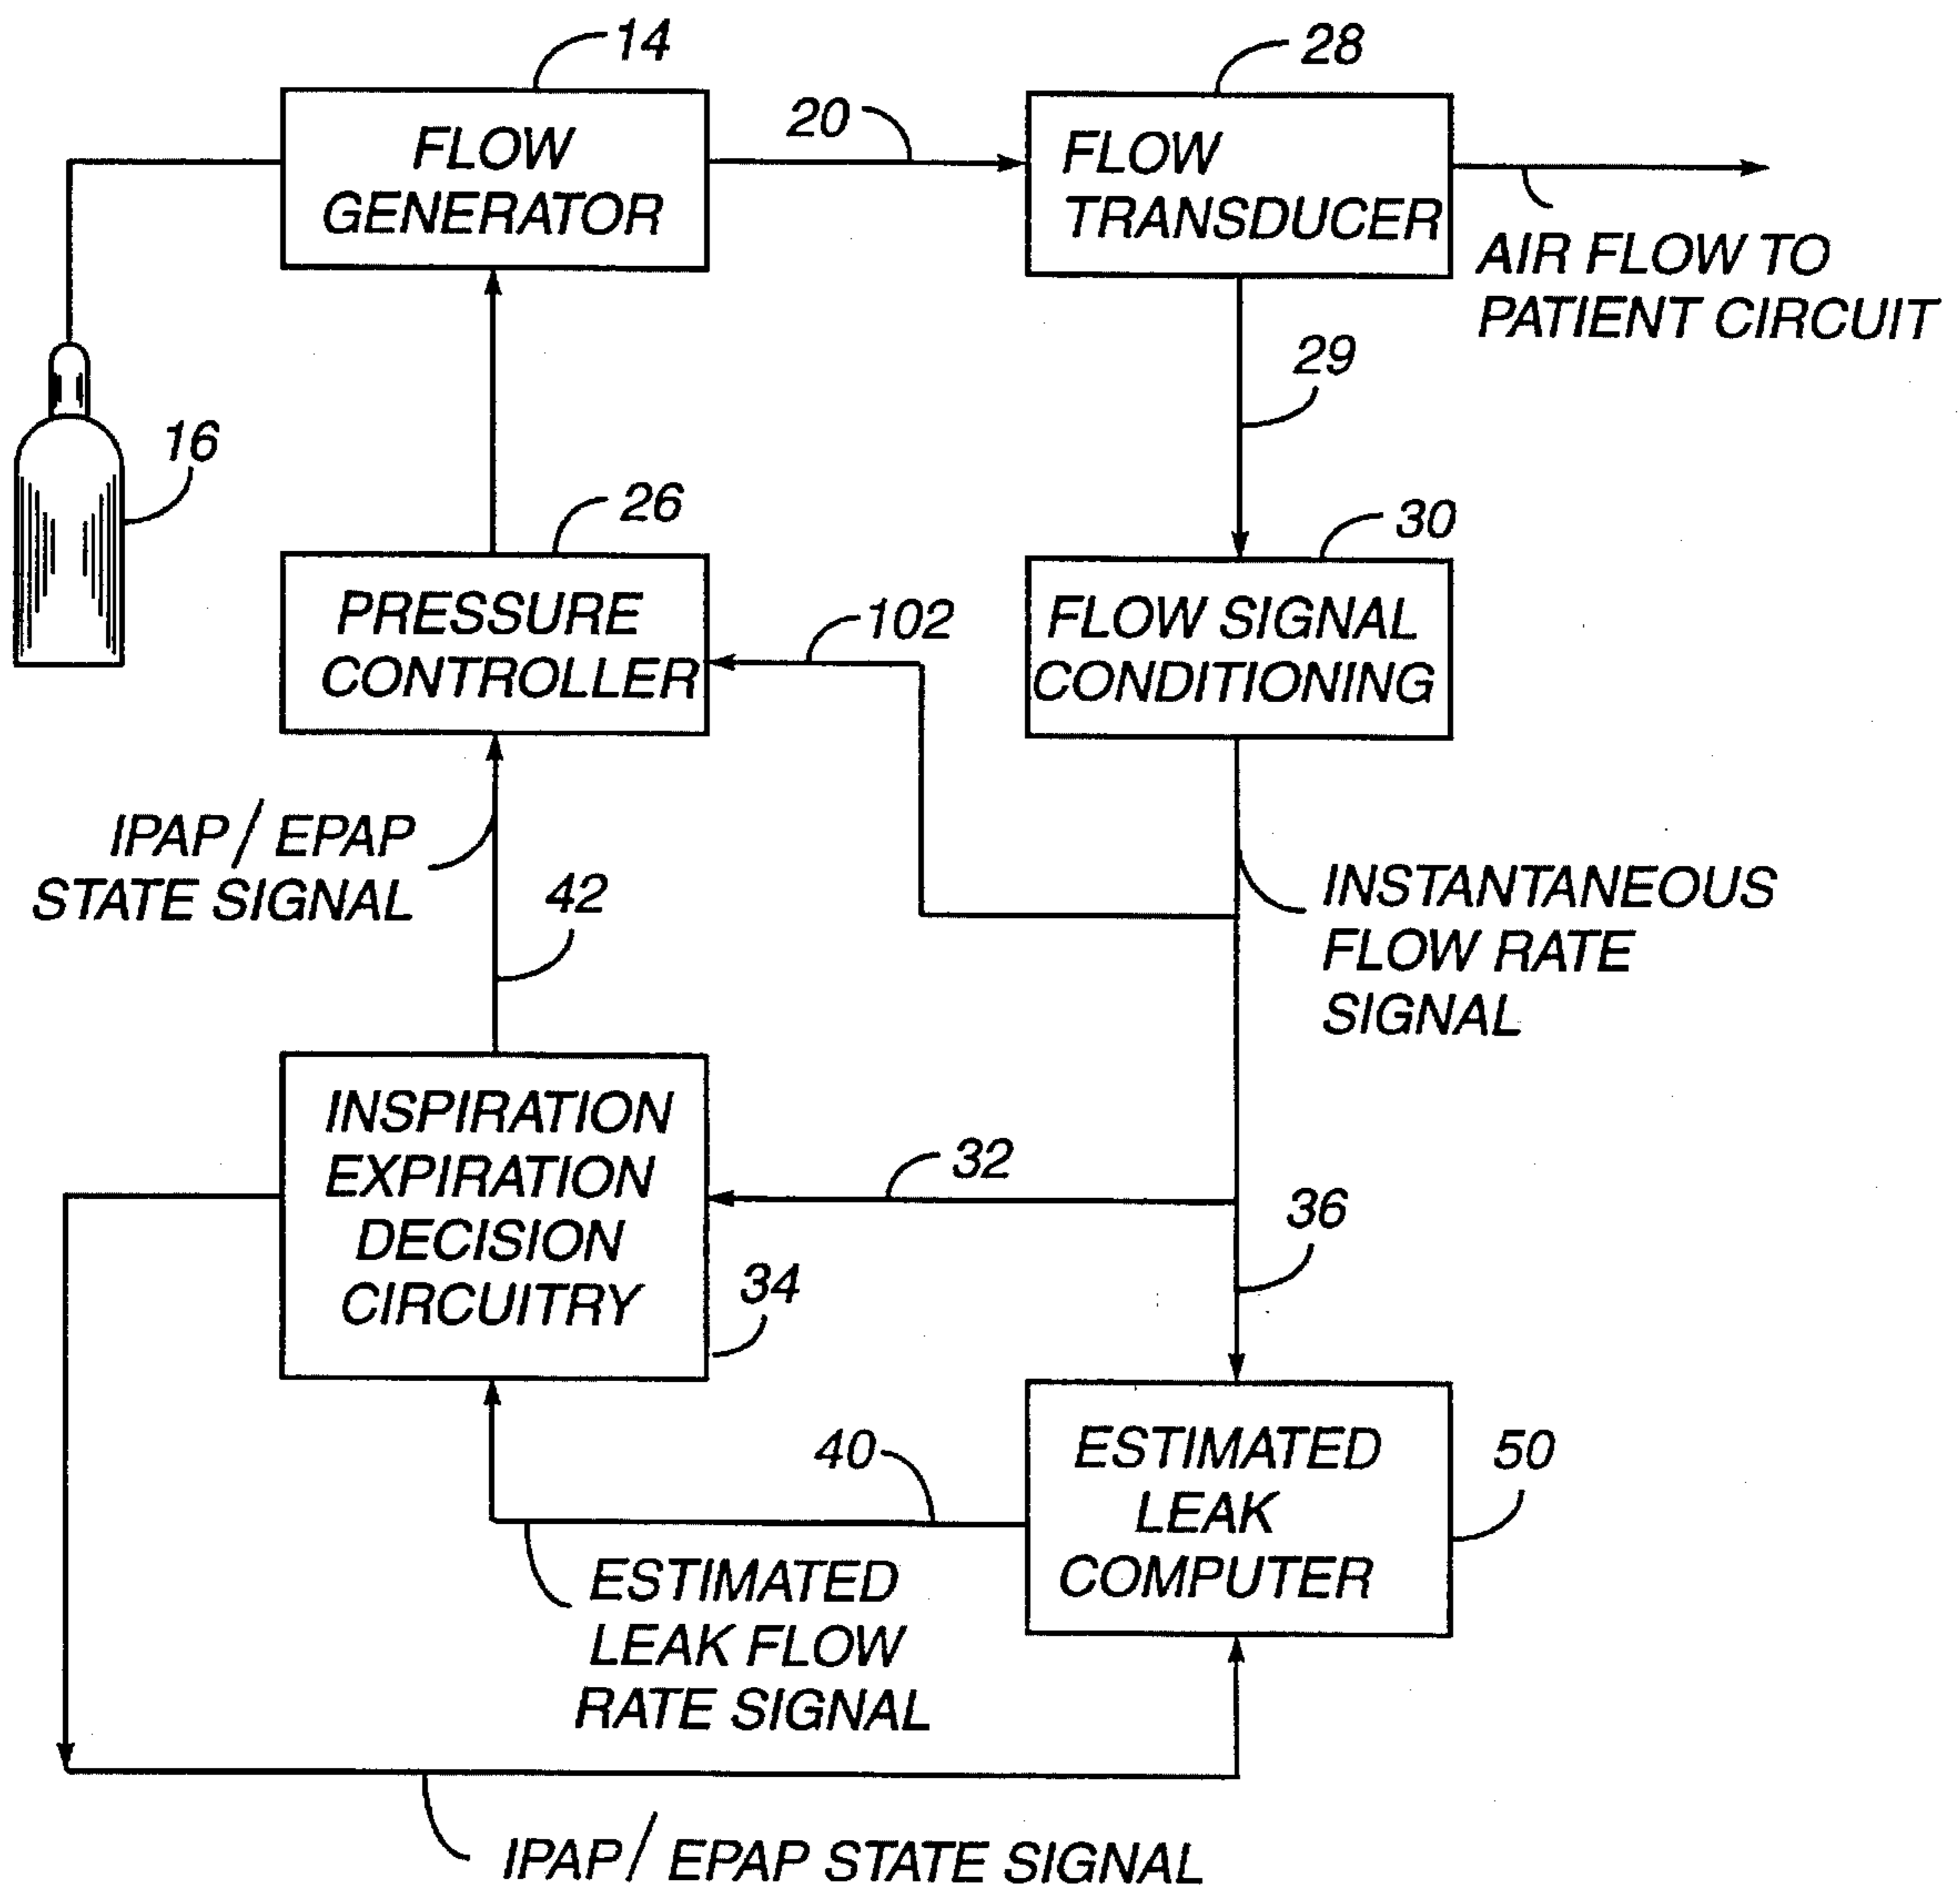 14
FLOW
GENERATOR
20
28
FLOW
TRANSDUCER
AIR FLOW TO
PATIENT CIRCUIT
29
16
26
PRESSURE
CONTROLLER
102
30
FLOW SIGNAL
CONDITIONING
IPAP / EPAP
STATE SIGNAL
42
INSTANTANEOUS
FLOW RATE
SIGNAL
INSPIRATION
EXPIRATION
DECISION
CIRCUITRY
34
32
36
40
ESTIMATED
LEAK
COMPUTER
50
ESTIMATED
LEAK FLOW
RATE SIGNAL
IPAP / EPAP STATE SIGNAL